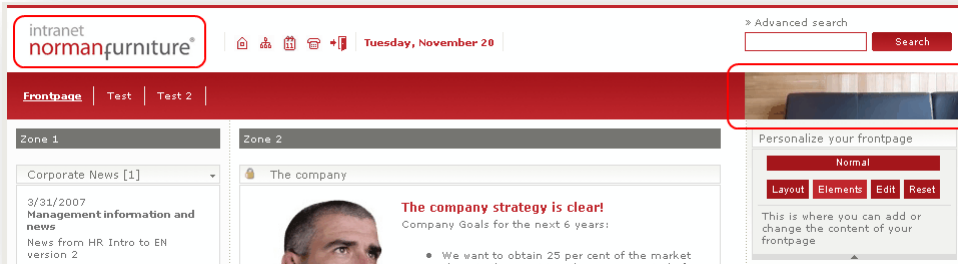 intranet
normanfurniture®
11
Tuesday, November 20
» Advanced search
Search
Frontpage
Test
Test 2
Zone 1
Zone 2
Personalize your frontpage
Normal
Layout
Elements
Edit
Reset
This is where you can add or
change the content of your
frontpage
Corporate News [1]
3/31/2007
Management information and
news
News from HR Intro to EN
version 2
The company
The company strategy is clear!
Company Goals for the next 6 years:
• We want to obtain 25 per cent of the market